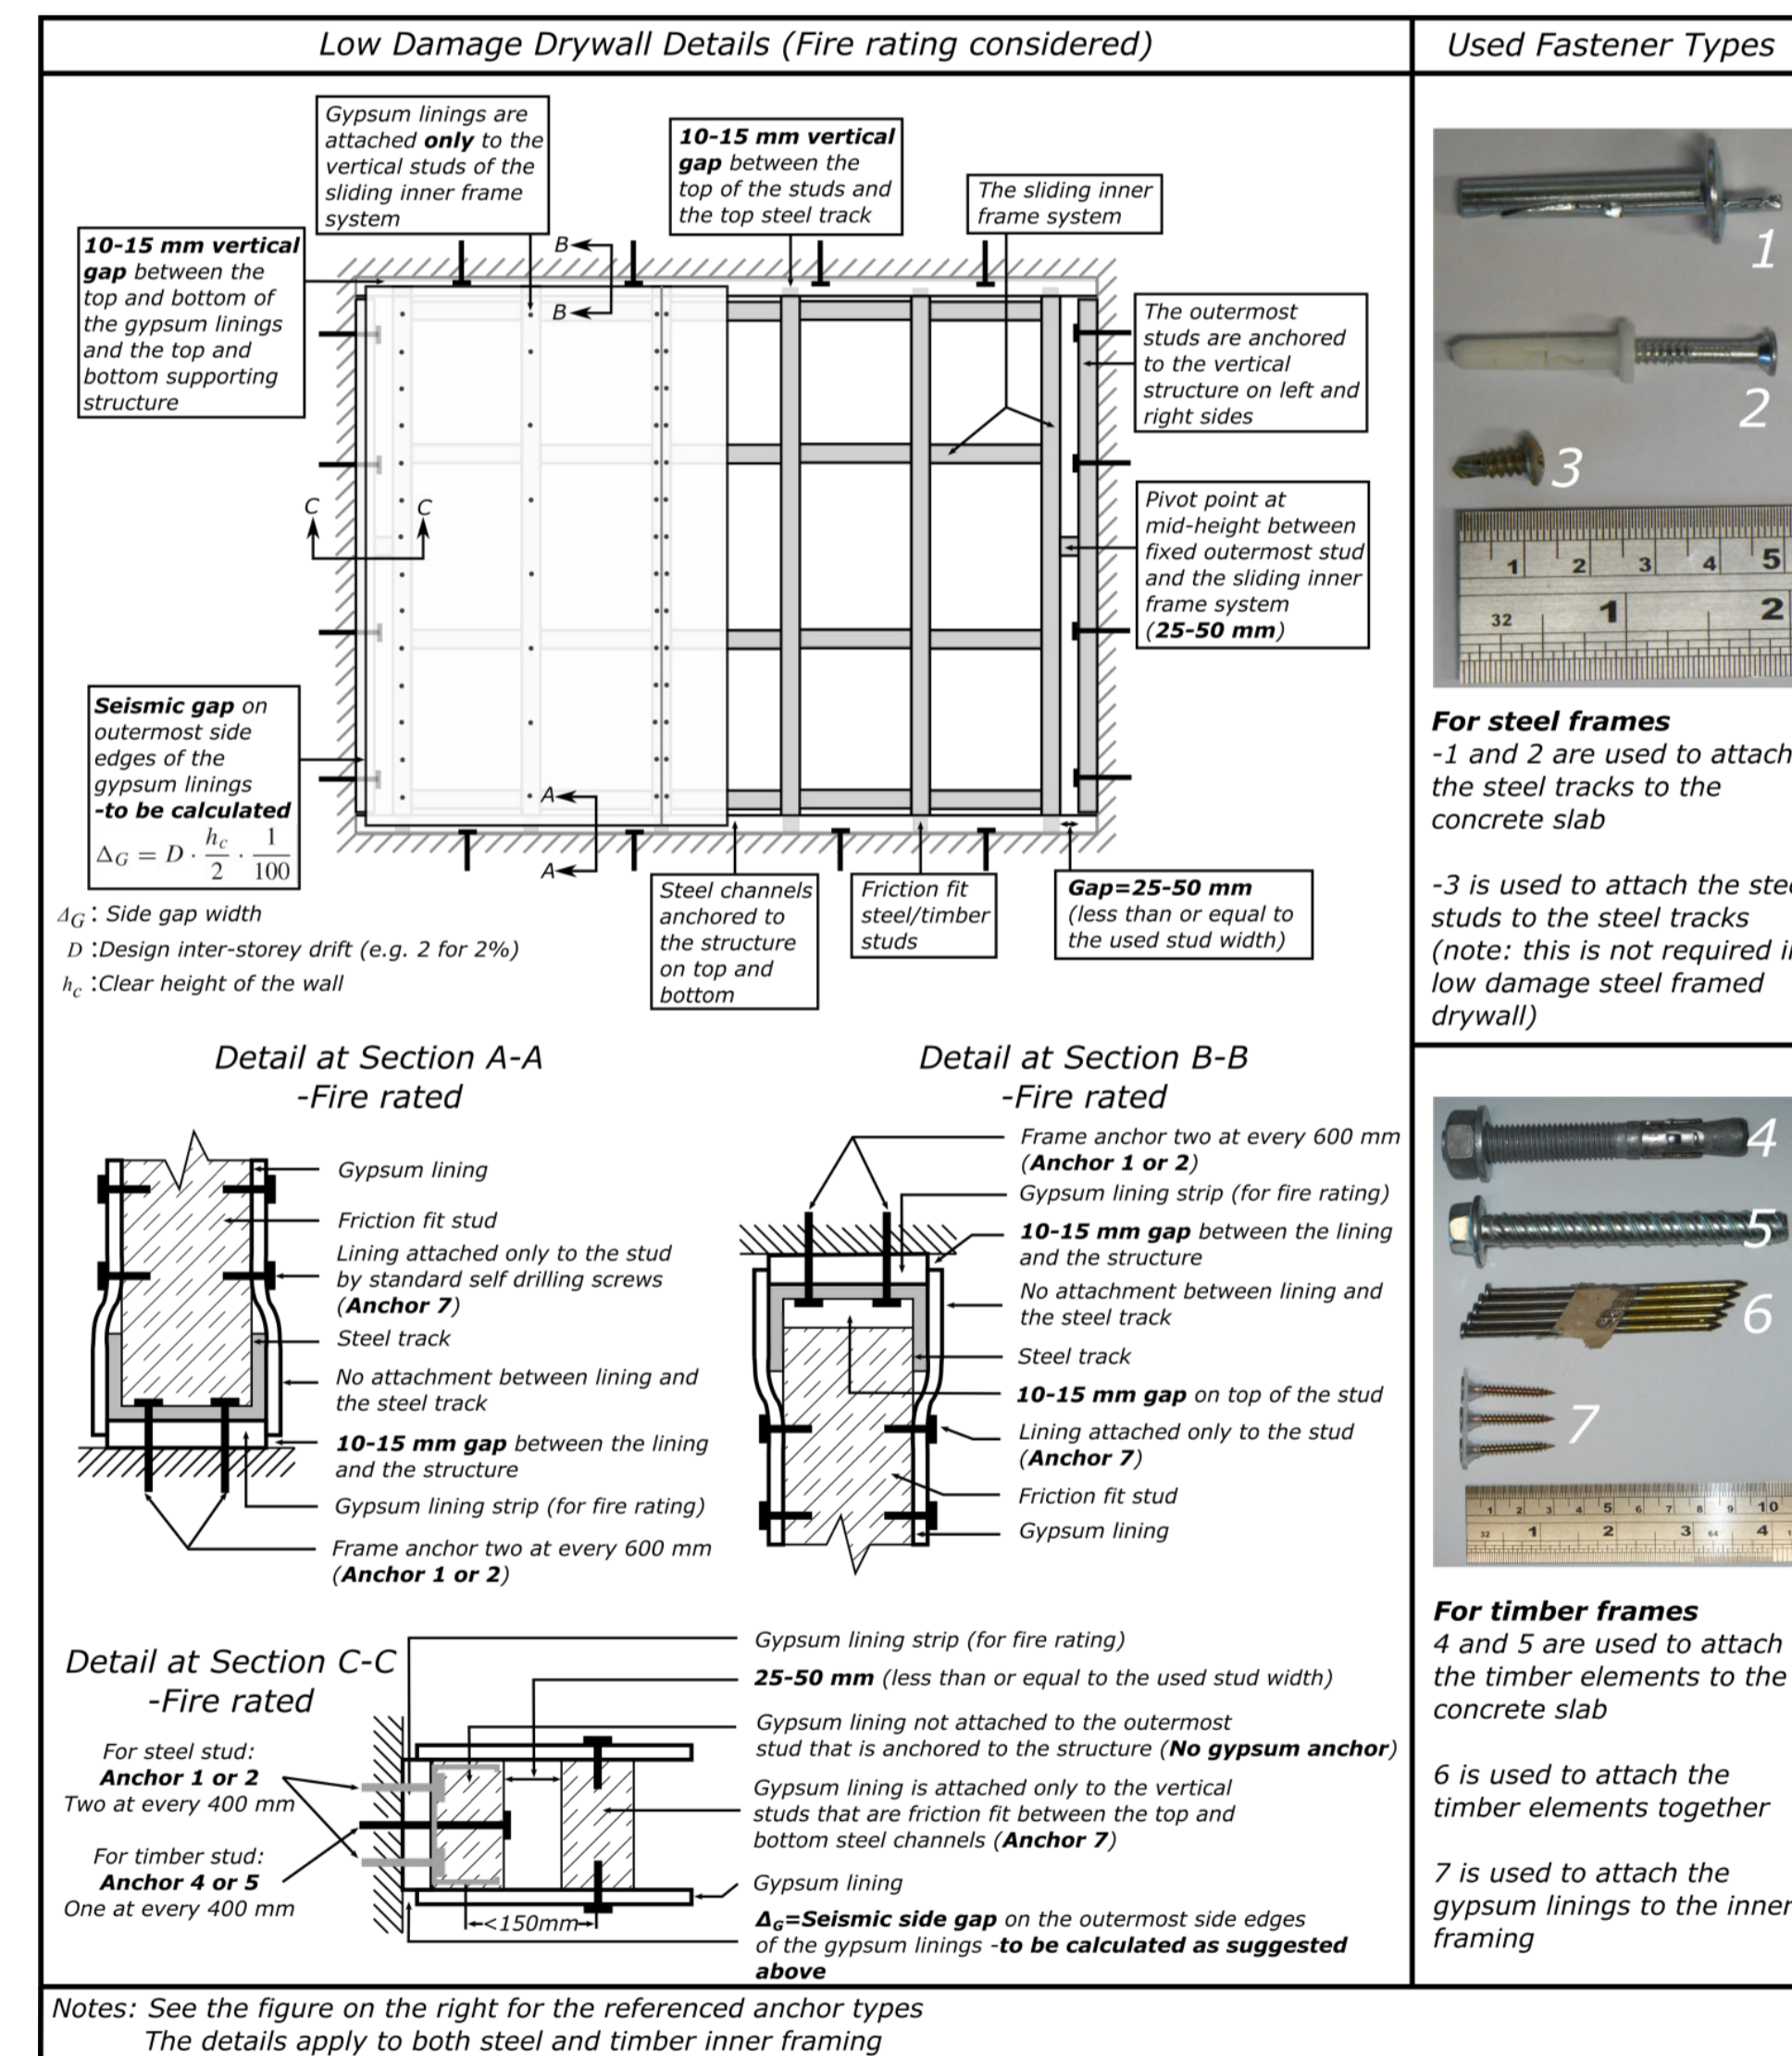 Low Damage Drywall Details (Fire rating considered)
Used Fastener Types
Gypsum linings are
attached only to the
vertical studs of the
sliding inner frame
system
10-15 mm vertical
gap between the
top of the studs and
the top steel track
The sliding inner
frame system
10-15 mm vertical
gap between the
top and bottom of
the gypsum linings
and the top and
bottom supporting
structure
B
B
The outermost
studs are anchored
to the vertical
structure on left and
right sides
C
C
Pivot point at
mid-height between
fixed outermost stud
and the sliding inner
frame system
(25-50 mm)
Seismic gap on
outermost side
edges of the
gypsum linings
-to be calculated
ΔG = D · hc/2 · 1/100
A
A
Steel channels
anchored to
the structure
on top and
bottom
Friction fit
steel/timber
studs
Gap=25-50 mm
(less than or equal to
the used stud width)
ΔG : Side gap width
D :Design inter-storey drift (e.g. 2 for 2%)
hc :Clear height of the wall
Detail at Section A-A
-Fire rated
Gypsum lining
Friction fit stud
Lining attached only to the stud
by standard self drilling screws
(Anchor 7)
Steel track
No attachment between lining and
the steel track
10-15 mm gap between the lining
and the structure
Gypsum lining strip (for fire rating)
Frame anchor two at every 600 mm
(Anchor 1 or 2)
Detail at Section B-B
-Fire rated
Frame anchor two at every 600 mm
(Anchor 1 or 2)
Gypsum lining strip (for fire rating)
10-15 mm gap between the lining
and the structure
No attachment between lining and
the steel track
Steel track
10-15 mm gap on top of the stud
Lining attached only to the stud
(Anchor 7)
Friction fit stud
Gypsum lining
Detail at Section C-C
-Fire rated
For steel stud:
Anchor 1 or 2
Two at every 400 mm
For timber stud:
Anchor 4 or 5
One at every 400 mm
<150mm
Gypsum lining strip (for fire rating)
25-50 mm (less than or equal to the used stud width)
Gypsum lining not attached to the outermost
stud that is anchored to the structure (No gypsum anchor)
Gypsum lining is attached only to the vertical
studs that are friction fit between the top and
bottom steel channels (Anchor 7)
Gypsum lining
ΔG=Seismic side gap on the outermost side edges
of the gypsum linings -to be calculated as suggested
above
1
2
3
1 2 3 4 5
32 1 2
For steel frames
-1 and 2 are used to attach
the steel tracks to the
concrete slab
-3 is used to attach the
studs to the steel tracks
(note: this is not required
low damage steel framed
drywall)
4
5
6
7
1 2 3 4 5 6 7 8 9 10
32 1 2 3 64 4
For timber frames
4 and 5 are used to attach
the timber elements to the
concrete slab
6 is used to attach the
timber elements together
7 is used to attach the
gypsum linings to the inner
framing
Notes: See the figure on the right for the referenced anchor types
The details apply to both steel and timber inner framing